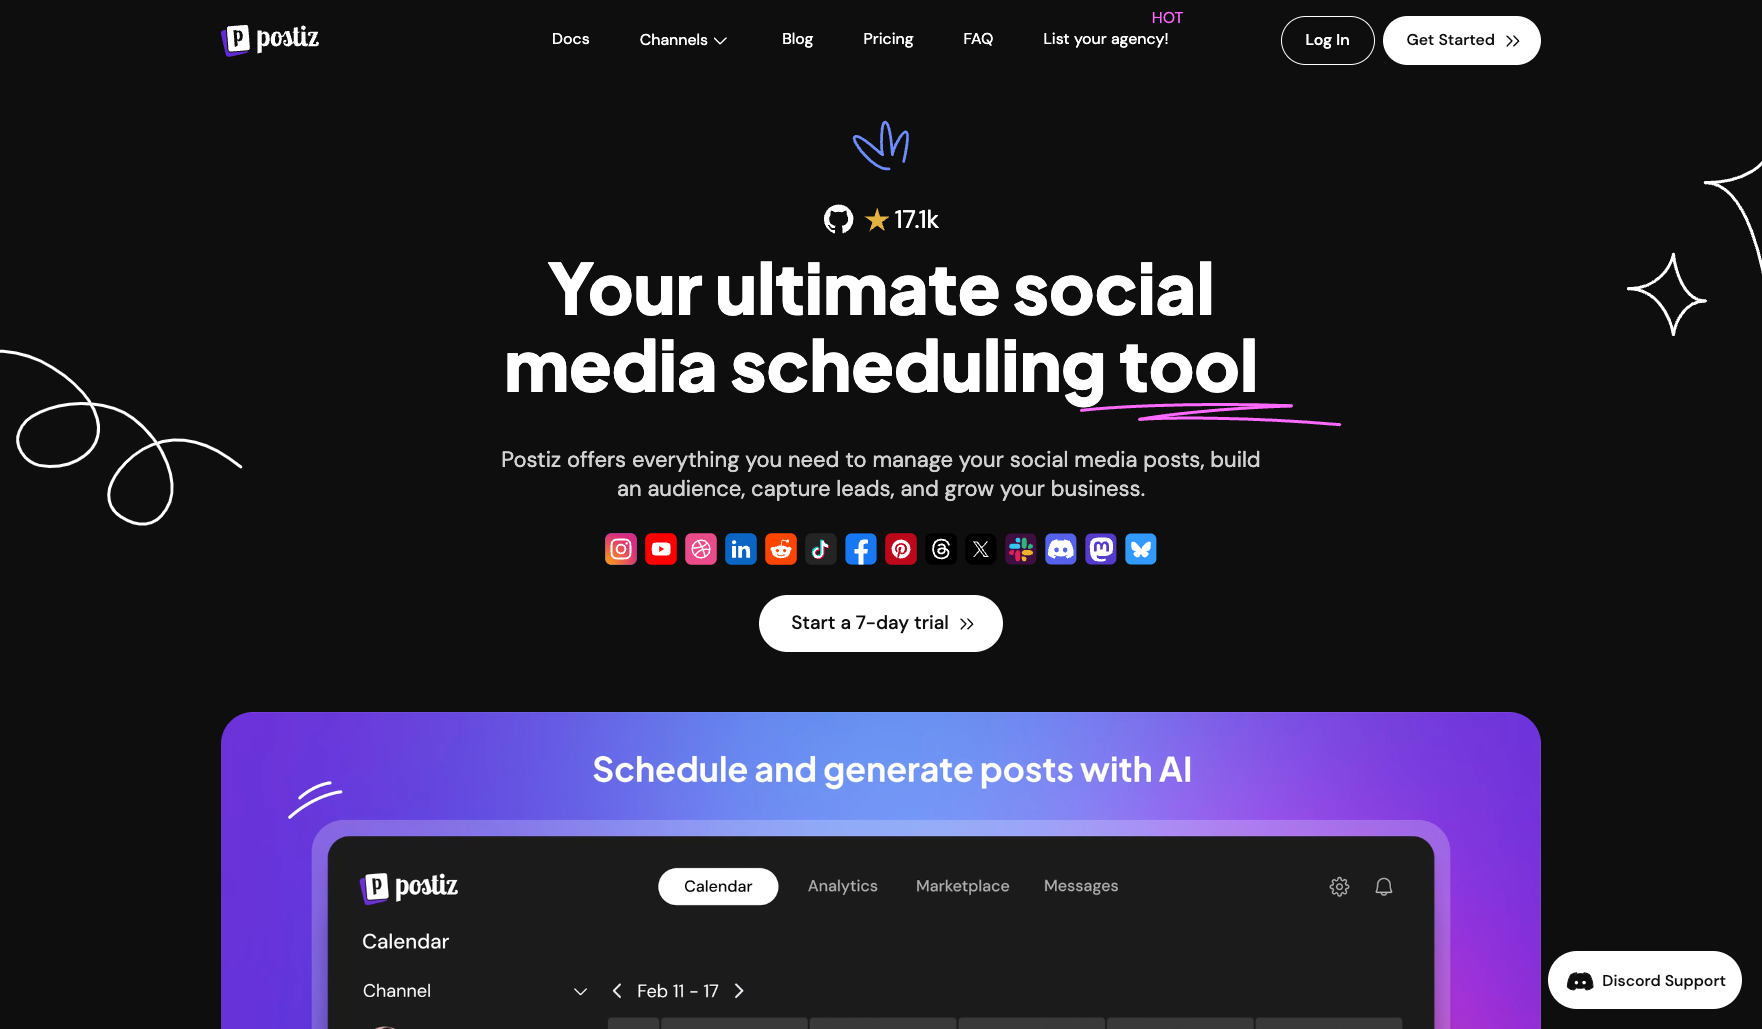 postiz
Docs
Channels
Blog
Pricing
FAQ
HOT
List your agency!
Log In
Get Started
17.1k
Your ultimate social
media scheduling tool
Postiz offers everything you need to manage your social media posts, build
an audience, capture leads, and grow your business.
Start a 7-day trial
Schedule and generate posts with AI
postiz
Calendar
Analytics
Marketplace
Messages
Calendar
Channel
Feb 11 - 17
Discord Support